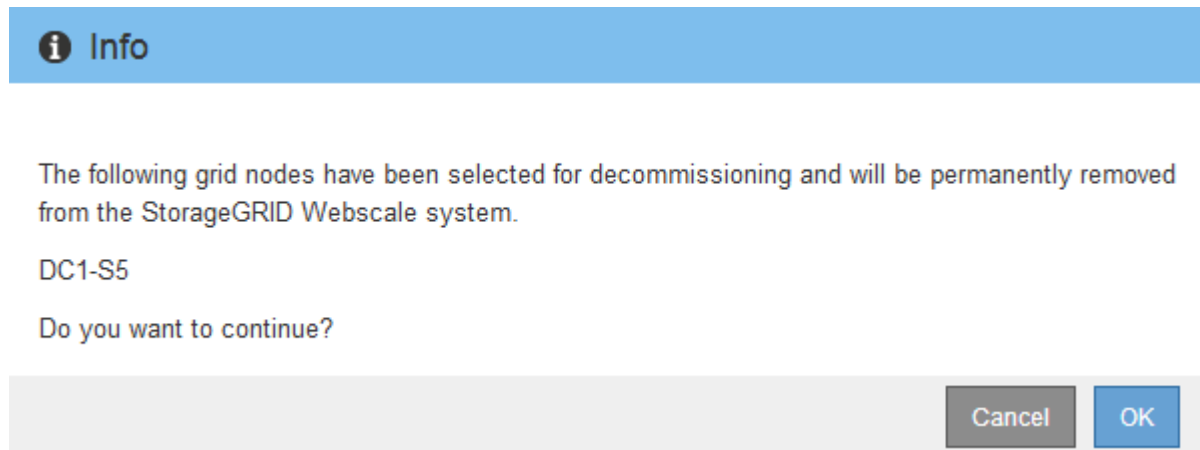 Info
The following grid nodes have been selected for decommissioning and will be permanently removed
from the StorageGRID Webscale system.
DC1-S5
Do you want to continue?
Cancel
OK